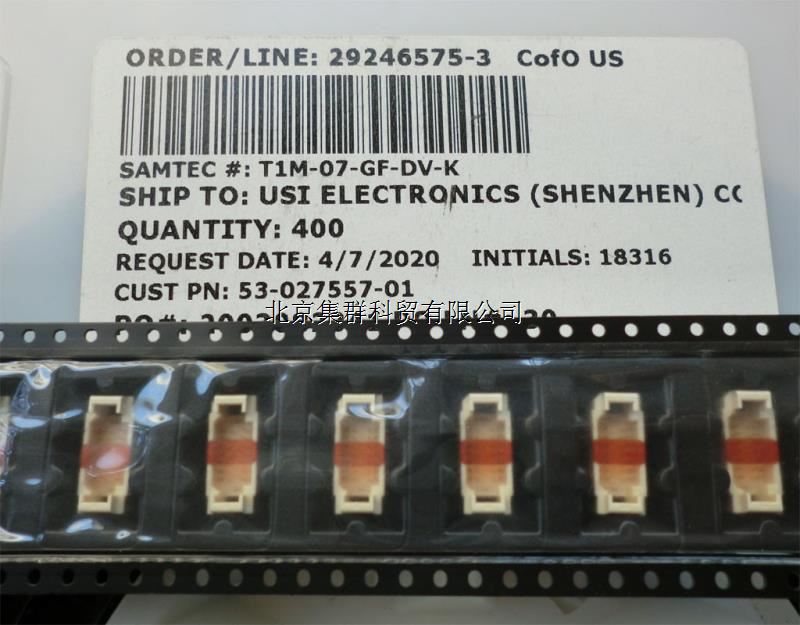 ORDER/LINE: 29246575-3 CofO US
SAMTEC #: T1M-07-GF-DV-K
SHIP TO: USI ELECTRONICS (SHENZHEN) CO
QUANTITY: 400
REQUEST DATE: 4/7/2020 INITIALS: 18316
CUST PN: 53-027557-01
北京集群科贸有限公司
PO#: